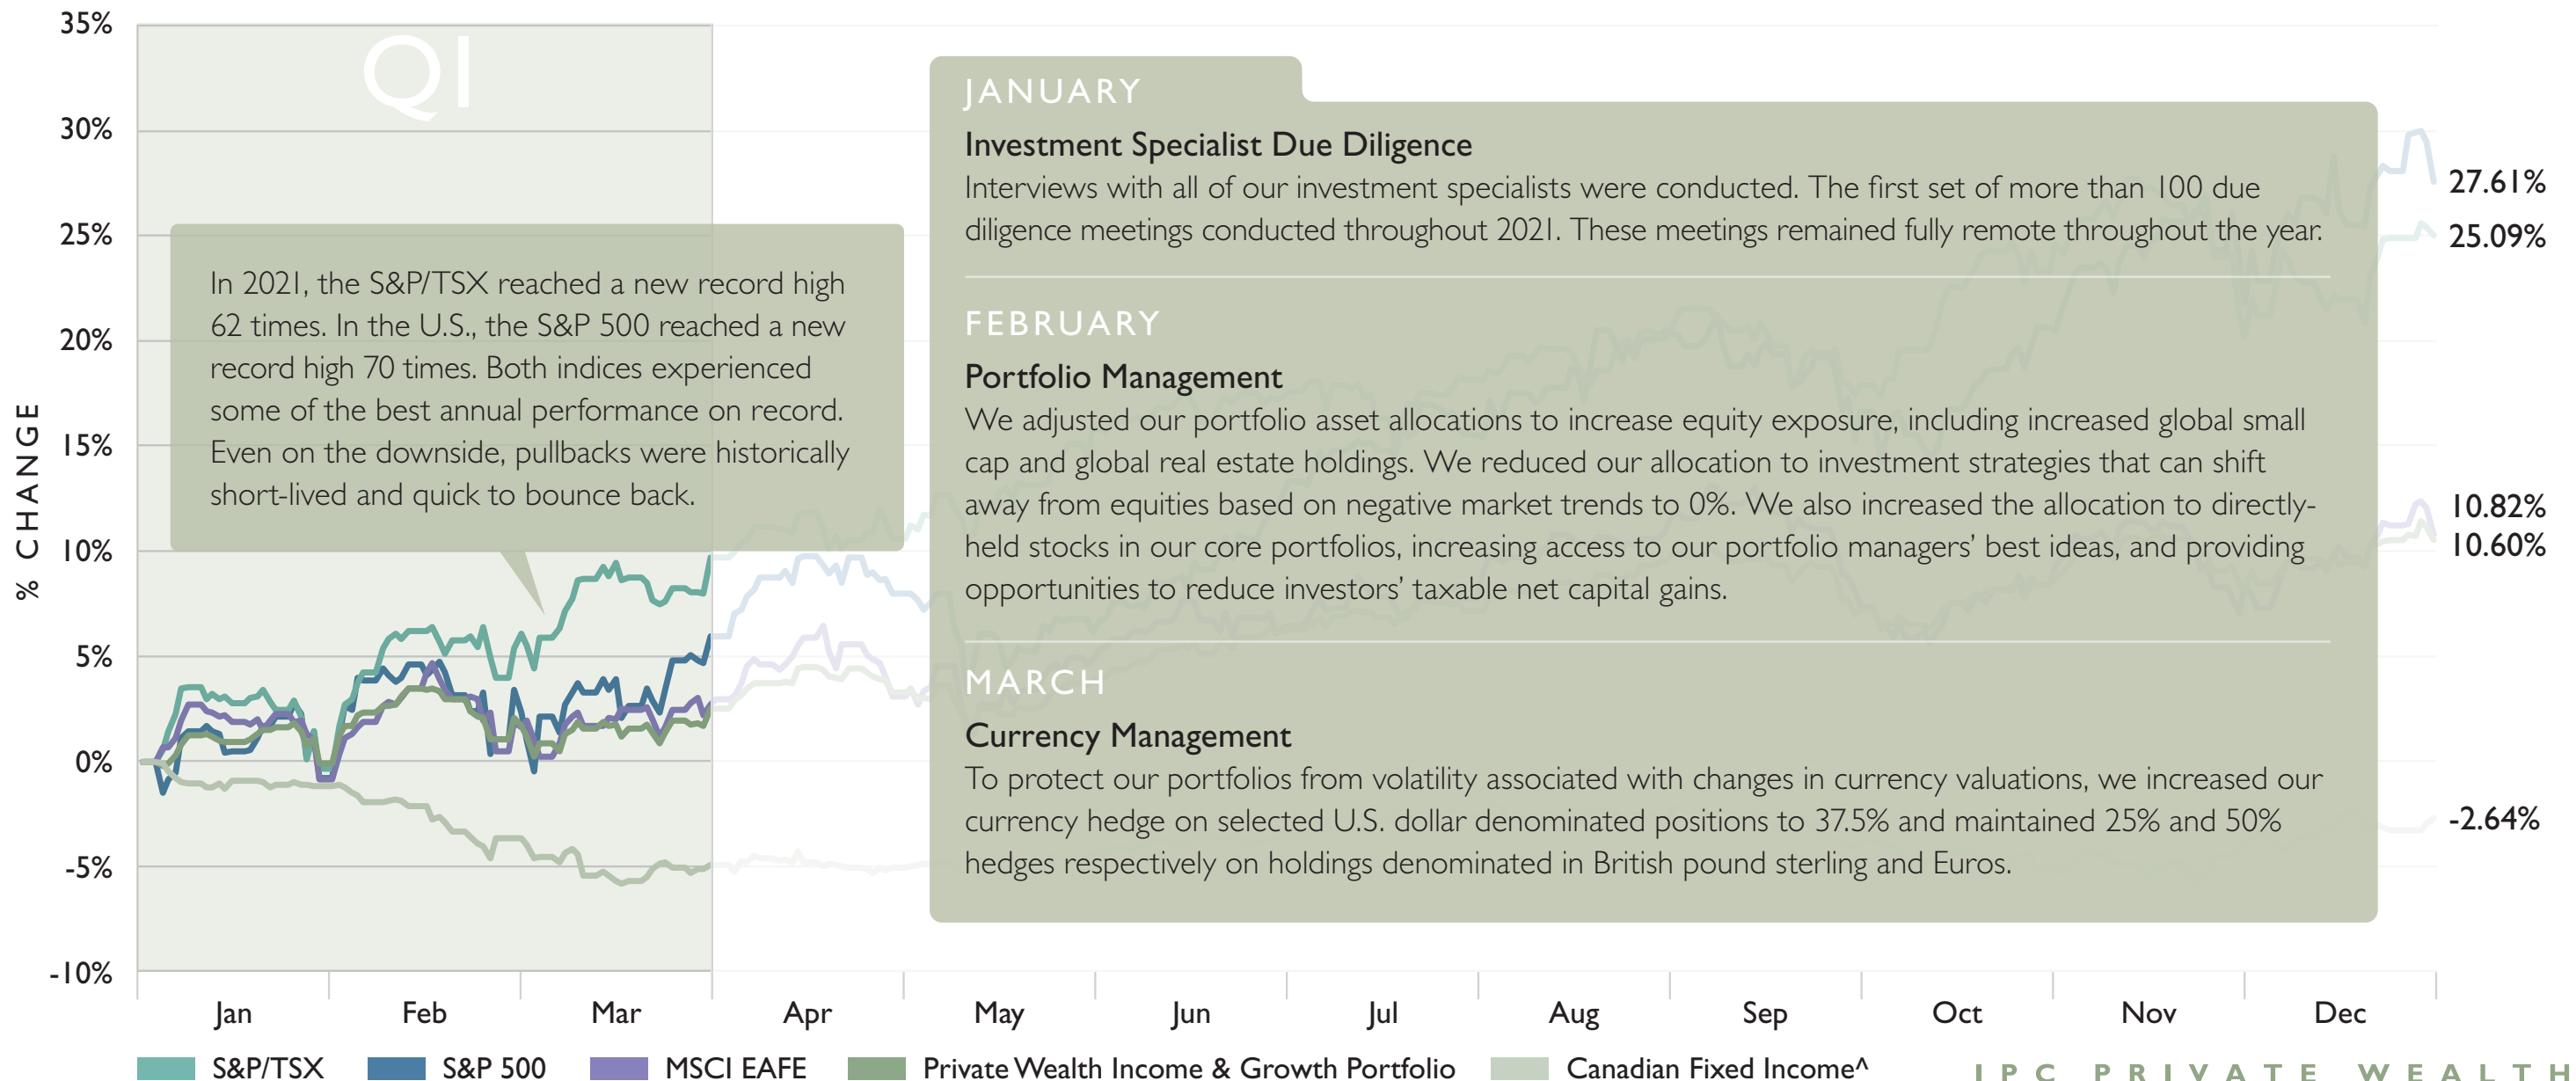 35%
30%
25%
20%
15%
10%
5%
0%
-5%
-10%
% CHANGE
Q1
In 2021, the S&P/TSX reached a new record high
62 times. In the U.S., the S&P 500 reached a new
record high 70 times. Both indices experienced
some of the best annual performance on record.
Even on the downside, pullbacks were historically
short-lived and quick to bounce back.
JANUARY
Investment Specialist Due Diligence
Interviews with all of our investment specialists were conducted. The first set of more than 100 due
diligence meetings conducted throughout 2021. These meetings remained fully remote throughout the year.
FEBRUARY
Portfolio Management
We adjusted our portfolio asset allocations to increase equity exposure, including increased global small
cap and global real estate holdings. We reduced our allocation to investment strategies that can shift
away from equities based on negative market trends to 0%. We also increased the allocation to directly-
held stocks in our core portfolios, increasing access to our portfolio managers’ best ideas, and providing
opportunities to reduce investors’ taxable net capital gains.
MARCH
Currency Management
To protect our portfolios from volatility associated with changes in currency valuations, we increased our
currency hedge on selected U.S. dollar denominated positions to 37.5% and maintained 25% and 50%
hedges respectively on holdings denominated in British pound sterling and Euros.
27.61%
25.09%
10.82%
10.60%
-2.64%
Jan Feb Mar Apr May Jun Jul Aug Sep Oct Nov Dec
S&P/TSX S&P 500 MSCI EAFE Private Wealth Income & Growth Portfolio Canadian Fixed Income^
IPC PRIVATE WEALTH